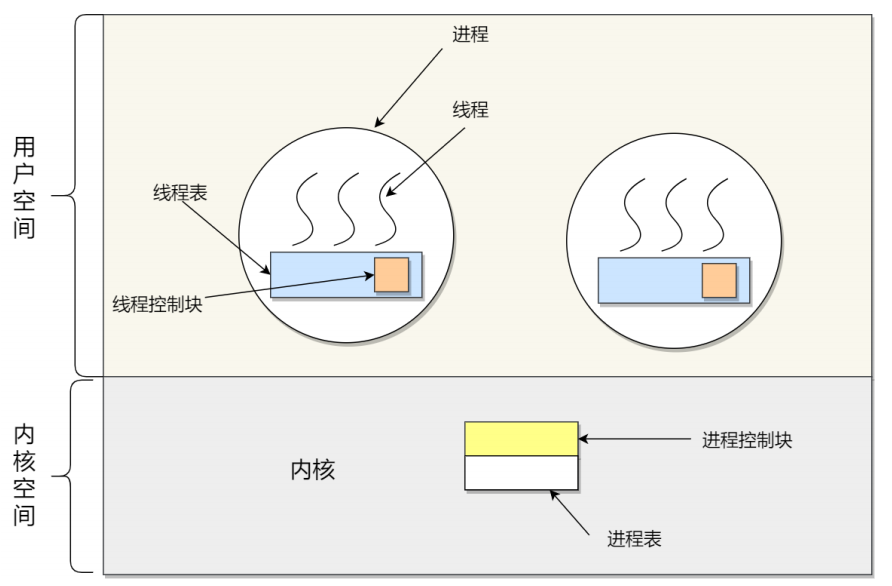 进程
线程
用户空间
线程表
线程控制块
内核空间
内核
进程控制块
进程表